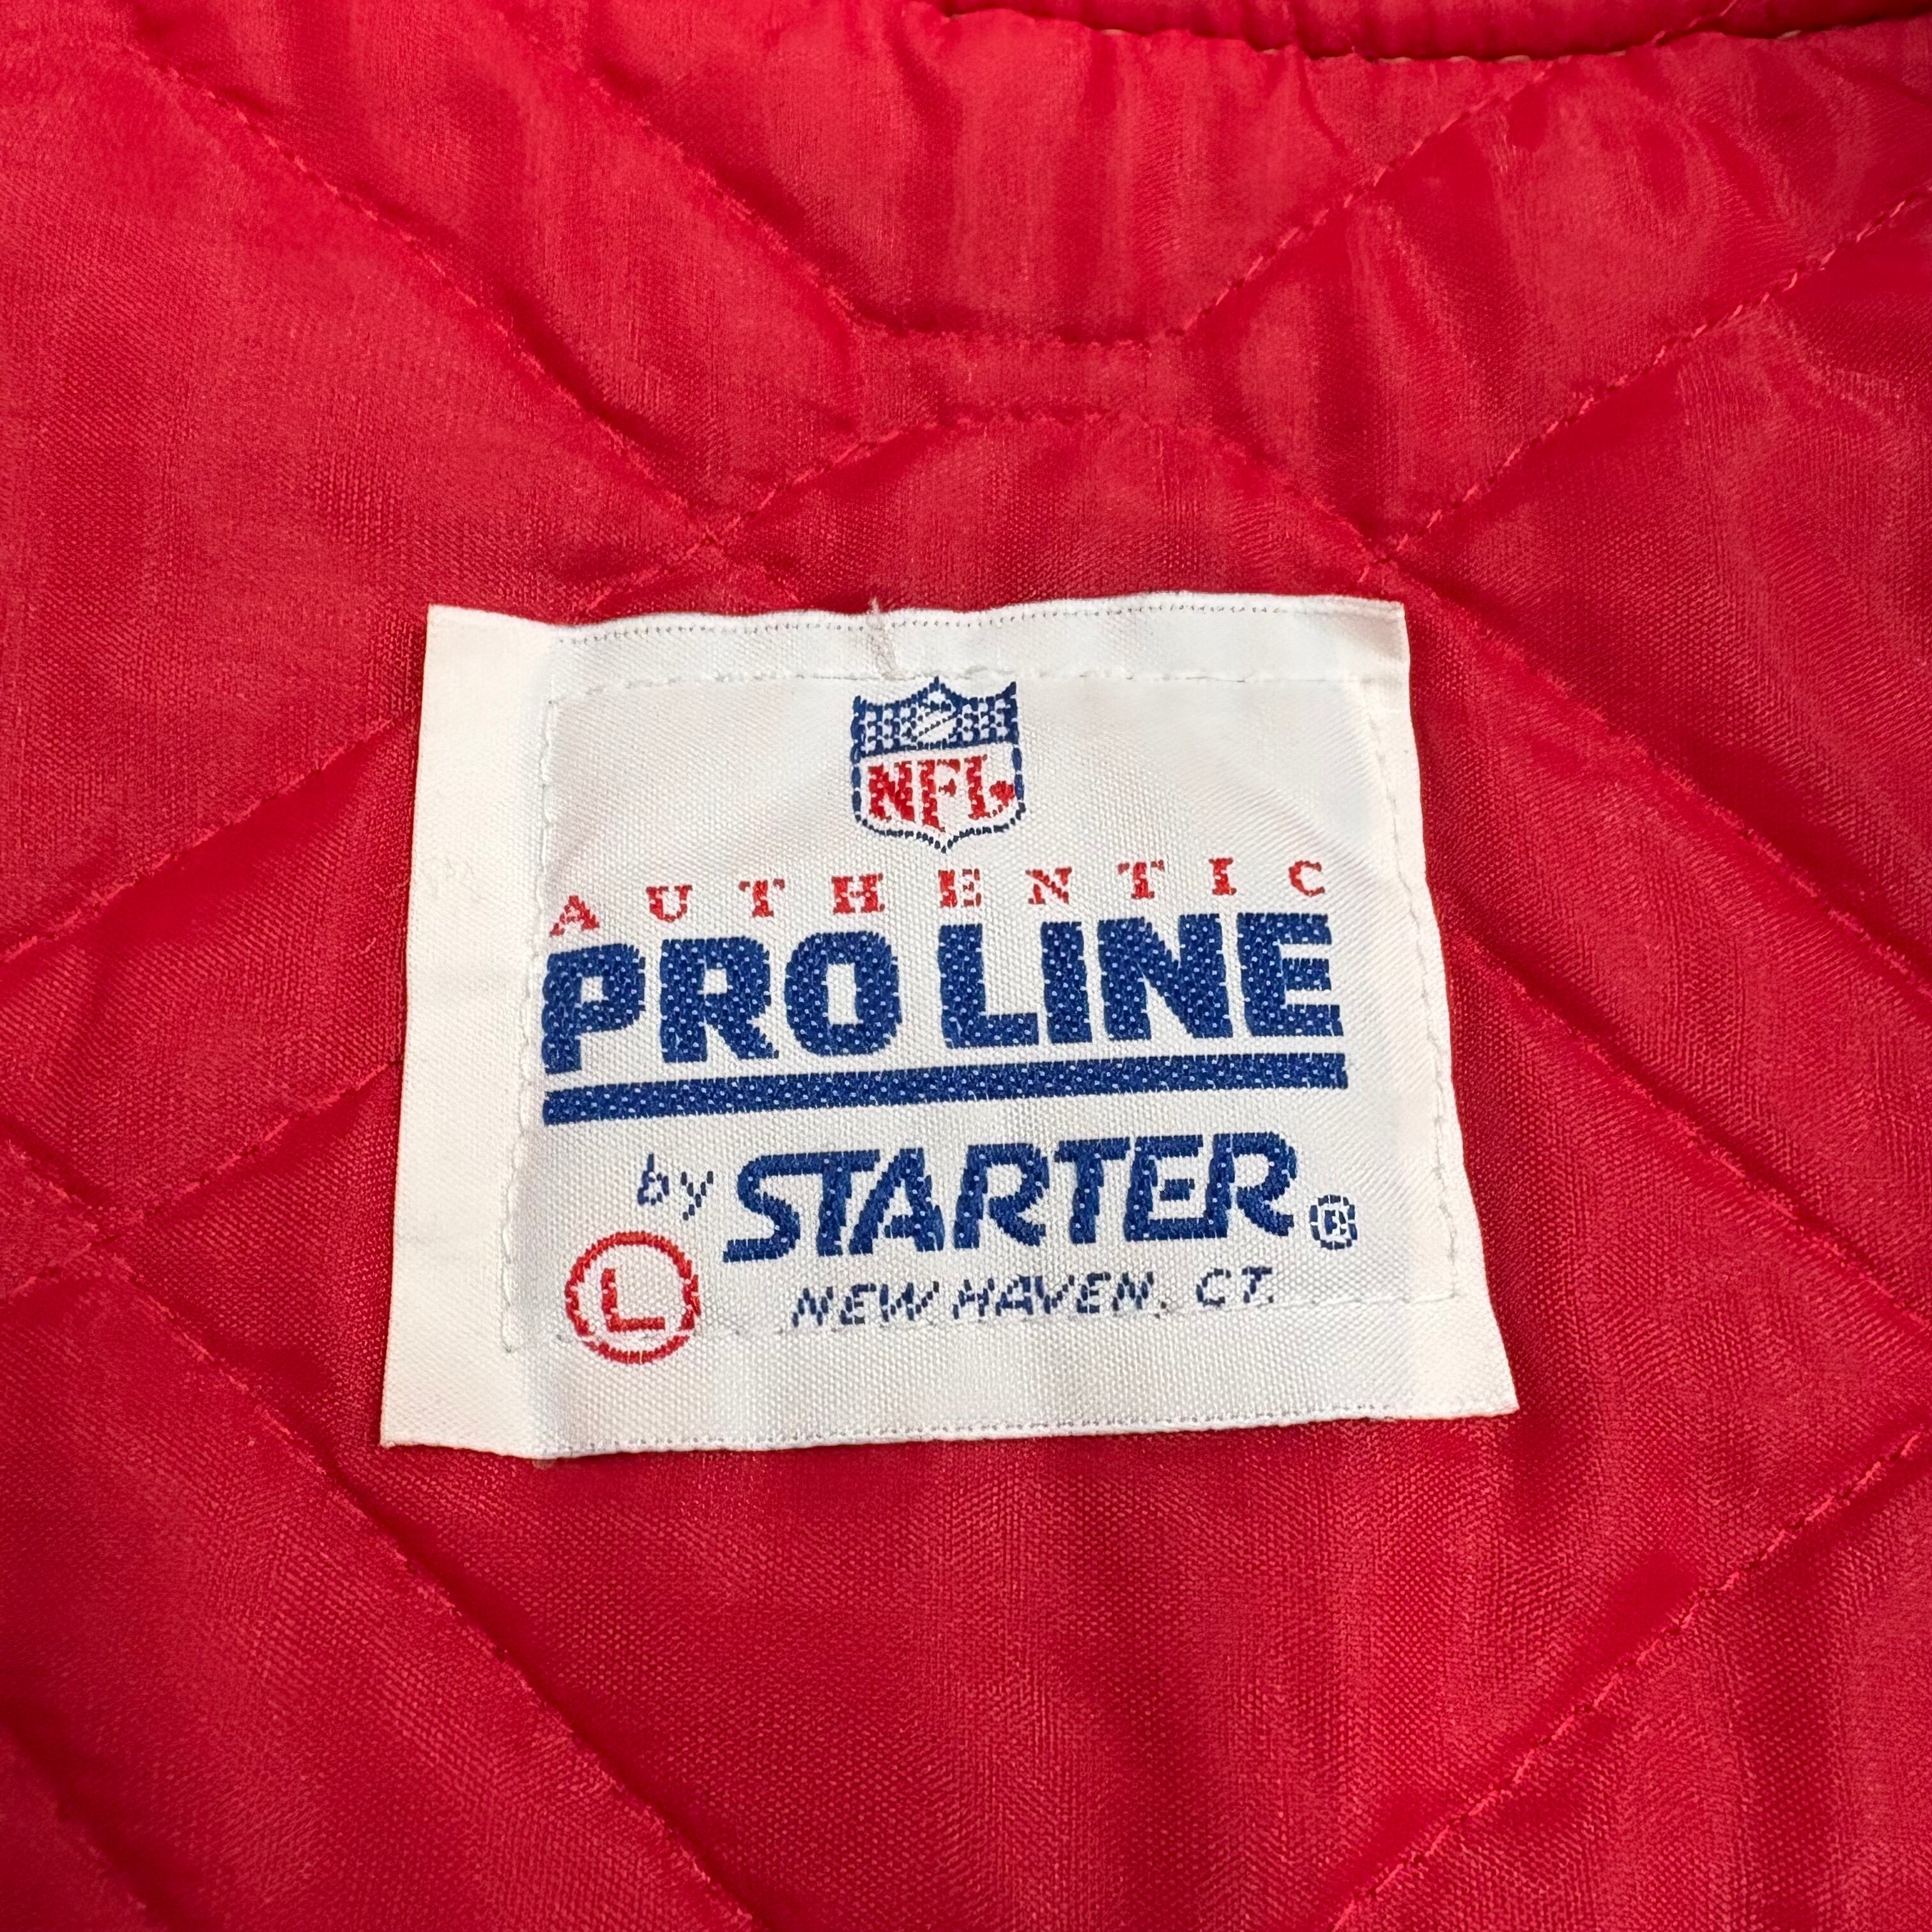 NFL
AUTHENTIC
PRO LINE
by STARTER®
L
NEW HAVEN, CT.